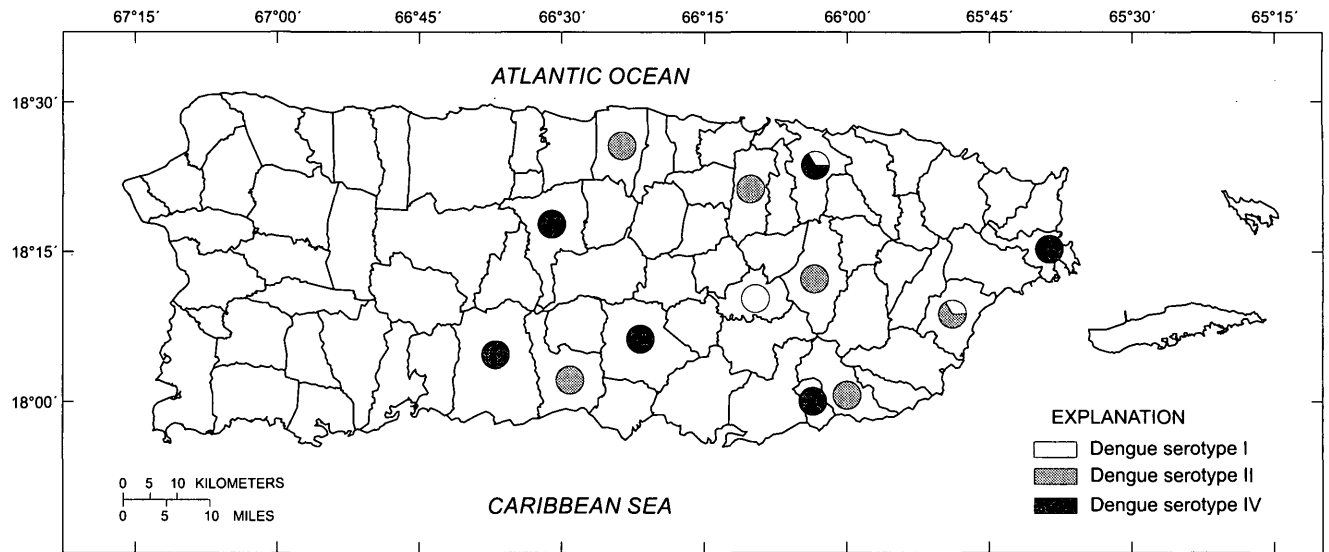 67°15′ 67°00′ 66°45′ 66°30′ 66°15′ 66°00′ 65°45′ 65°30′ 65°15′
ATLANTIC OCEAN
18°30′
18°15′
18°00′
EXPLANATION
Dengue serotype I
Dengue serotype II
Dengue serotype IV
0 5 10 KILOMETERS
0 5 10 MILES
CARIBBEAN SEA